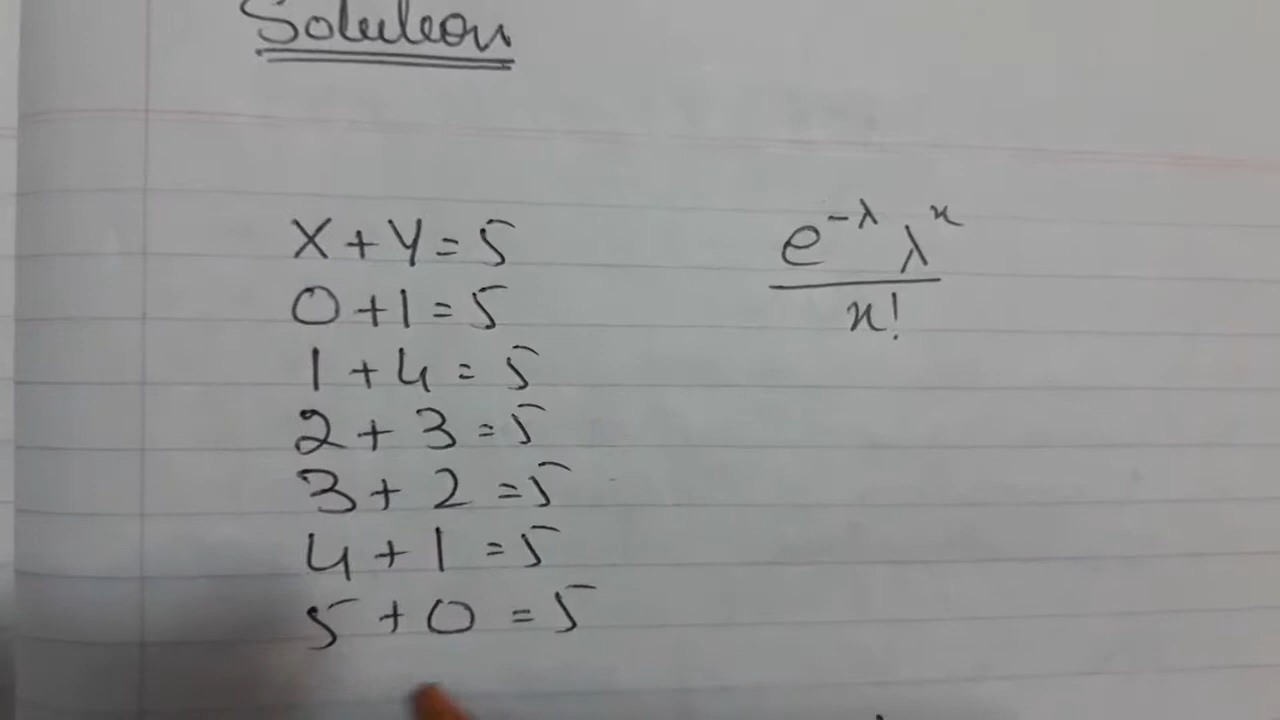 Solution
X + Y = 5
0 + 1 = 5
1 + 4 = 5
2 + 3 = 5
3 + 2 = 5
4 + 1 = 5
5 + 0 = 5
e^{-λ} λ^x
x!